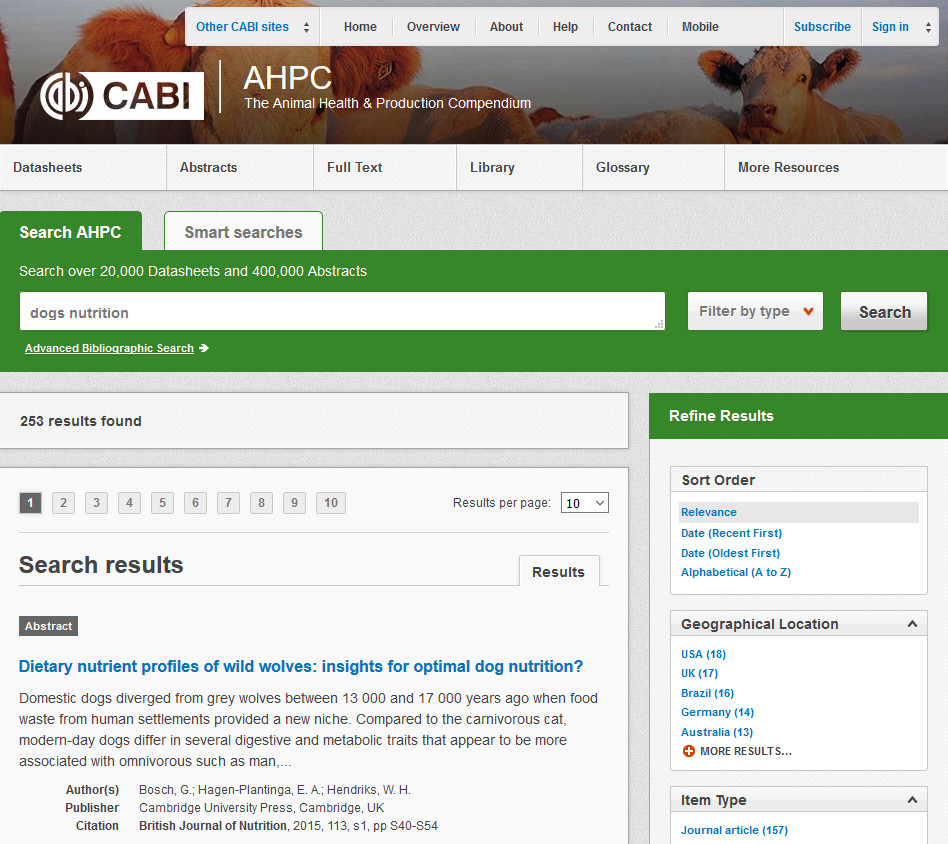 Other CABI sites Home Overview About Help Contact Mobile Subscribe Sign in
CABI
AHPC
The Animal Health & Production Compendium
Datasheets Abstracts Full Text Library Glossary More Resources
Search AHPC Smart searches
Search over 20,000 Datasheets and 400,000 Abstracts
dogs nutrition Filter by type Search
Advanced Bibliographic Search
253 results found
1 2 3 4 5 6 7 8 9 10 Results per page: 10
Search results Results
Abstract
Dietary nutrient profiles of wild wolves: insights for optimal dog nutrition?
Domestic dogs diverged from grey wolves between 13 000 and 17 000 years ago when food
waste from human settlements provided a new niche. Compared to the carnivorous cat,
modern-day dogs differ in several digestive and metabolic traits that appear to be more
associated with omnivorous such as man,...
Author(s) Bosch, G.; Hagen-Plantinga, E. A.; Hendriks, W. H.
Publisher Cambridge University Press, Cambridge, UK
Citation British Journal of Nutrition, 2015, 113, s1, pp S40-S54
Refine Results
Sort Order
Relevance
Date (Recent First)
Date (Oldest First)
Alphabetical (A to Z)
Geographical Location
USA (18)
UK (17)
Brazil (16)
Germany (14)
Australia (13)
MORE RESULTS...
Item Type
Journal article (157)